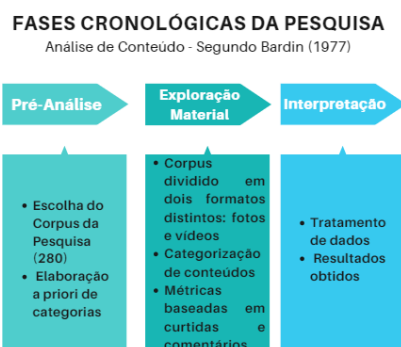 FASES CRONOLÓGICAS DA PESQUISA
Análise de Conteúdo - Segundo Bardin (1977)
Pré-Análise
• Escolha do
Corpus da
Pesquisa
(280)
• Elaboração
a priori de
categorias
Exploração
Material
• Corpus
dividido em
dois formatos
distintos: fotos
e vídeos
• Categorização
de conteúdos
• Métricas
baseadas em
curtidas e
comentários
Interpretação
• Tratamento
de dados
• Resultados
obtidos